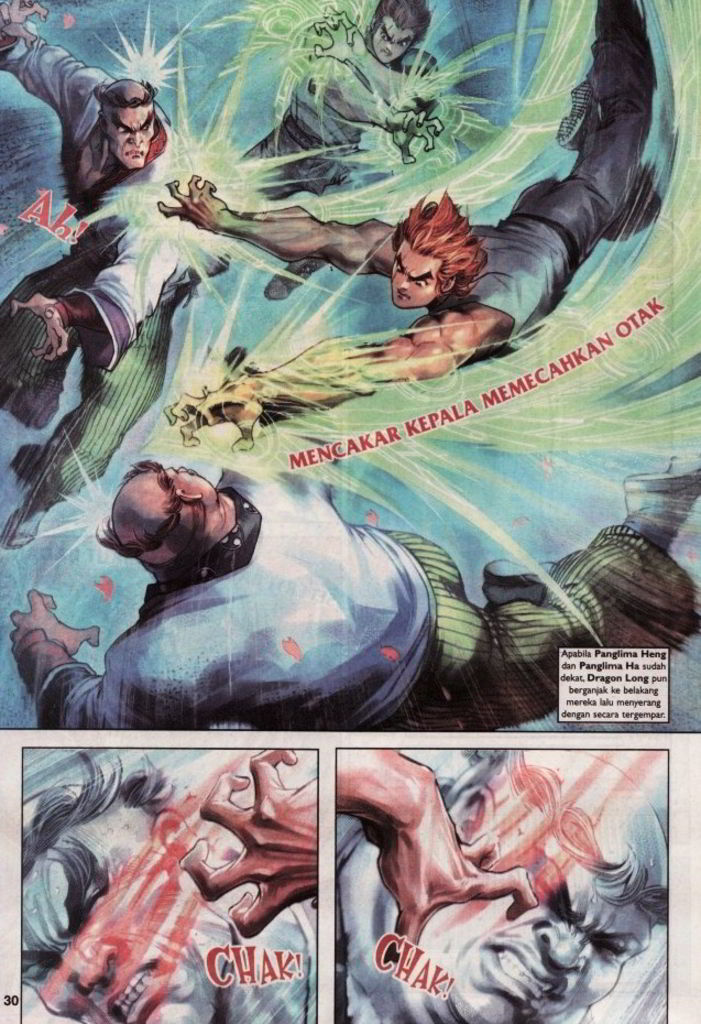 Ah!
MENCAKAR KEPALA MEMECAHKAN OTAK
Apabila Panglima Heng
dan Panglima Ha sudah
dekat, Dragon Long pun
berganjak ke belakang
mereka lalu menyerang
dengan secara tergempar.
CHAK!
CHAK!
30